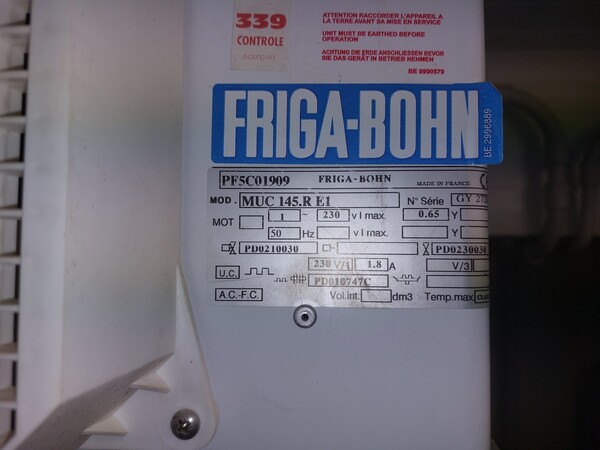 339
CONTROLE
ATTENTION RACCORDER L'APPAREIL A
LA TERRE AVANT SA MISE EN SERVICE
UNIT MUST BE EARTHED BEFORE
OPERATION
ACHTUNG DIE ERDE ANSCHLIESSEN BEVOR
SIE DAS GERÄT IN BETRIEB NEHMEN
BE 9990879
FRIGA-BOHN
BE 2996889
PF5C01909 FRIGA-BOHN MADE IN FRANCE
MOD. MUC 145.R E1 N° Série GY
MOT 1 ~ 230 v I max. 0.65 Y
50 Hz v I max. Y
PD0210030 - PD0230030
U.C. 230 V/1 1.8 A V/3
PD010747C
A.C.-F.C. Vol.int. dm3 Temp.max